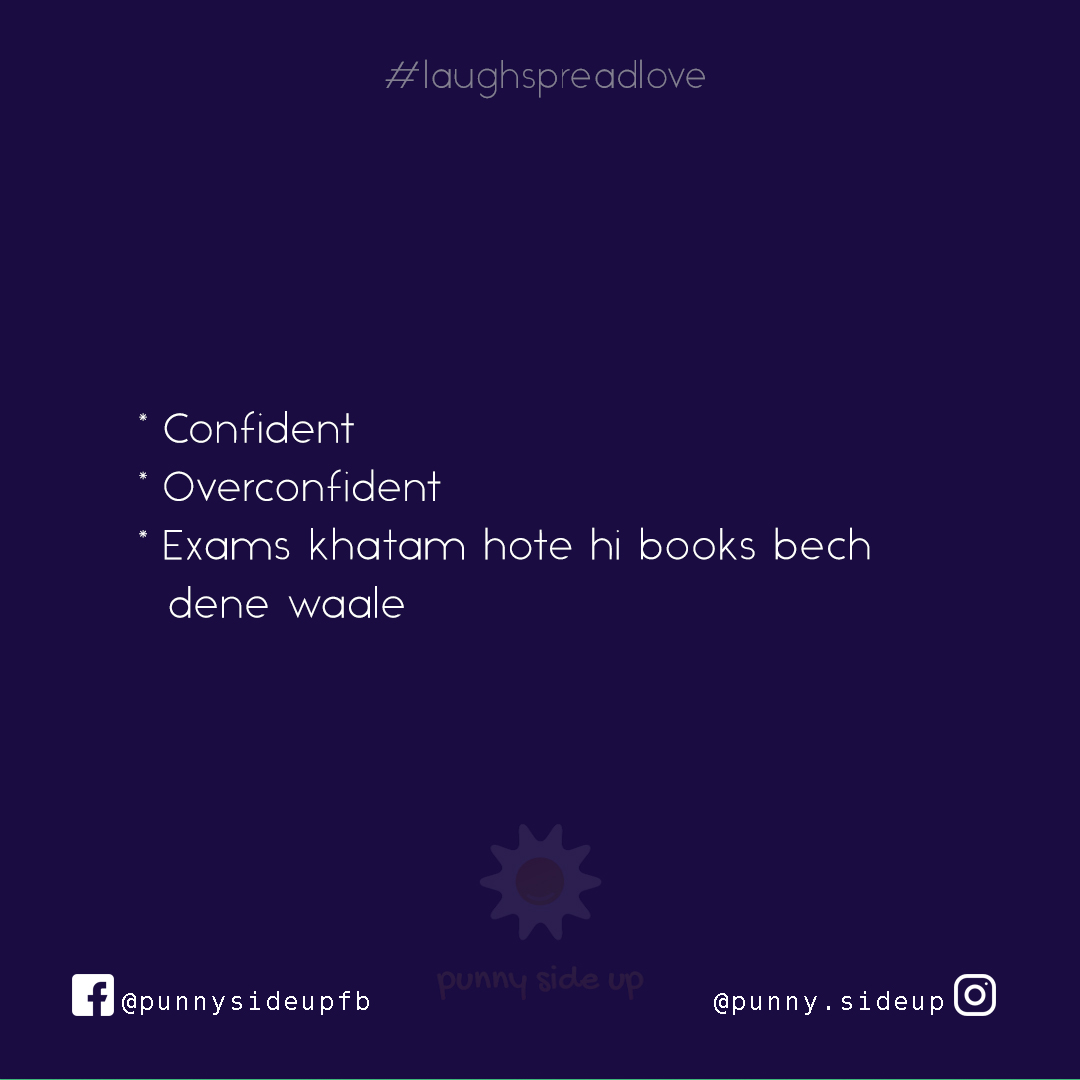 #laughspreadlove
* Confident
* Overconfident
* Exams khatam hote hi books bech
dene waale
punny side up
@punnysideupfb
@punny.sideup